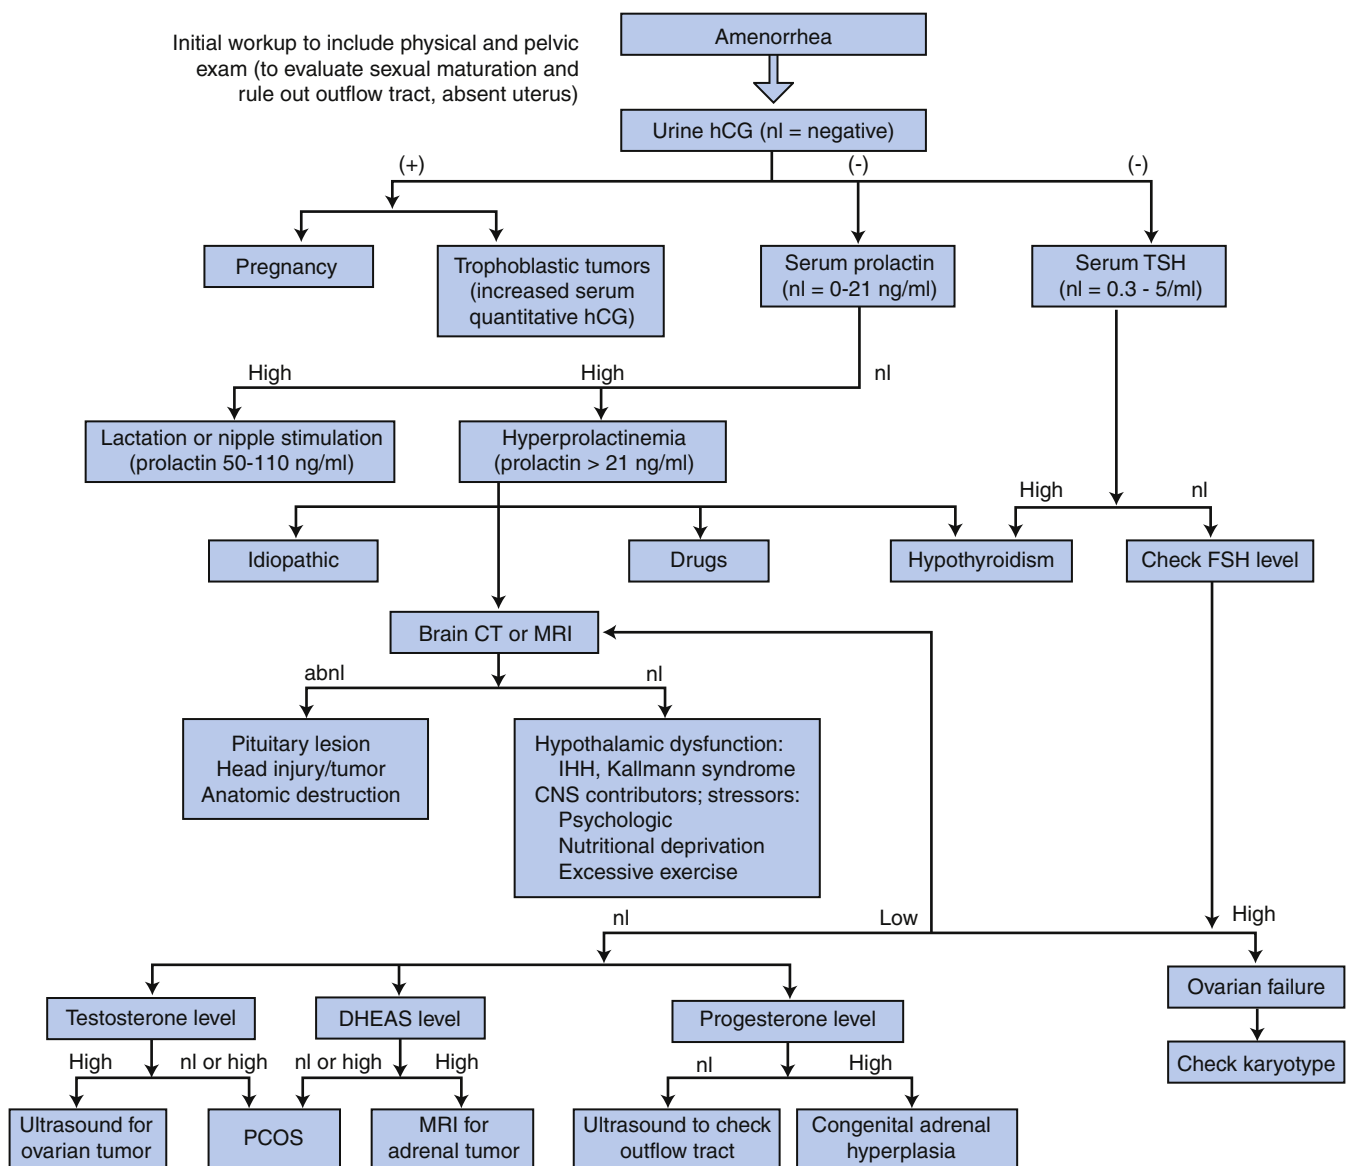 Initial workup to include physical and pelvic
exam (to evaluate sexual maturation and
rule out outflow tract, absent uterus)
Amenorrhea
Urine hCG (nl = negative)
(+)
(-)
(-)
Pregnancy
Trophoblastic tumors
(increased serum
quantitative hCG)
Serum prolactin
(nl = 0-21 ng/ml)
Serum TSH
(nl = 0.3 - 5/ml)
High
High
nl
Lactation or nipple stimulation
(prolactin 50-110 ng/ml)
Hyperprolactinemia
(prolactin > 21 ng/ml)
High
nl
Idiopathic
Drugs
Hypothyroidism
Check FSH level
Brain CT or MRI
abnl
nl
Pituitary lesion
Head injury/tumor
Anatomic destruction
Hypothalamic dysfunction:
IHH, Kallmann syndrome
CNS contributors; stressors:
Psychologic
Nutritional deprivation
Excessive exercise
nl
Low
High
Testosterone level
DHEAS level
Progesterone level
Ovarian failure
Check karyotype
High
nl or high
nl or high
High
nl
High
Ultrasound for
ovarian tumor
PCOS
MRI for
adrenal tumor
Ultrasound to check
outflow tract
Congenital adrenal
hyperplasia